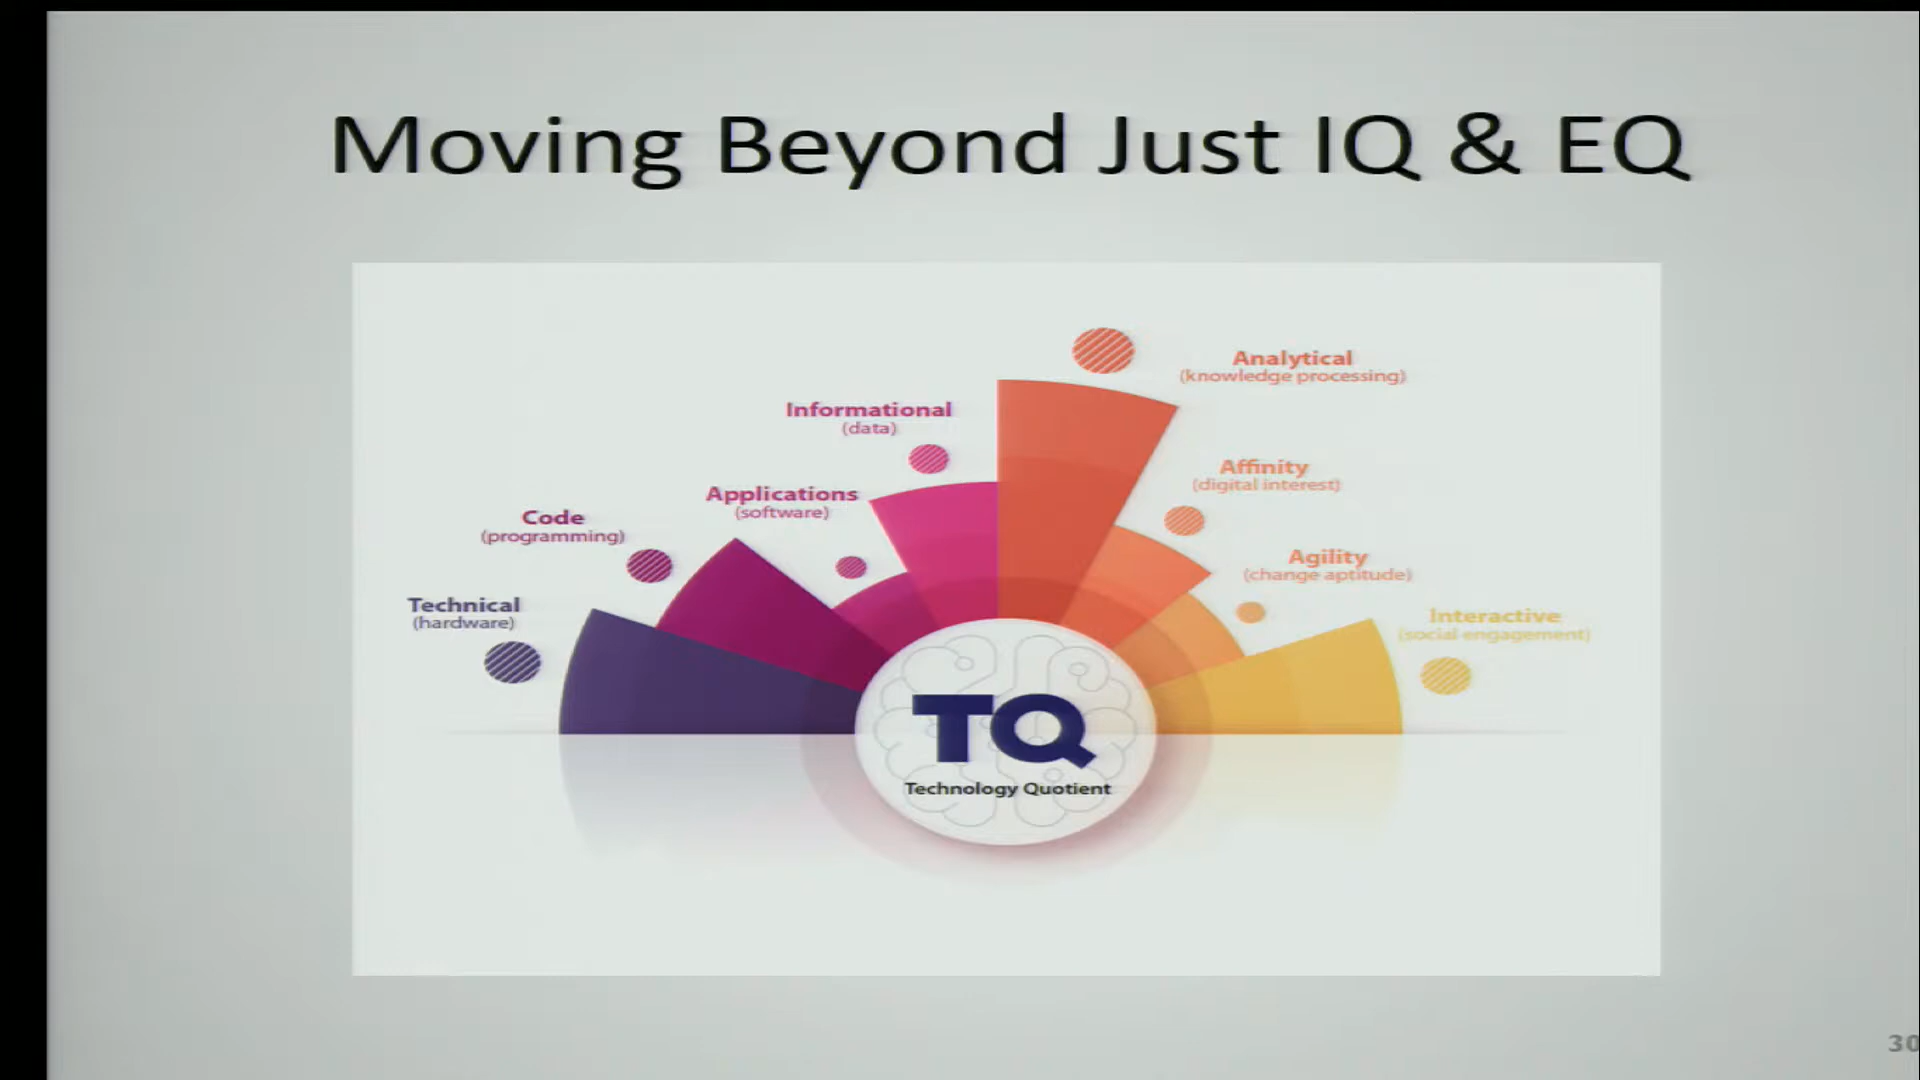 Moving Beyond Just IQ & EQ
Analytical
(knowledge processing)
Informational
(data)
Affinity
(digital interest)
Applications
(software)
Code
(programming)
Agility
(change aptitude)
Technical
(hardware)
Interactive
(social engagement)
TQ
Technology Quotient
30